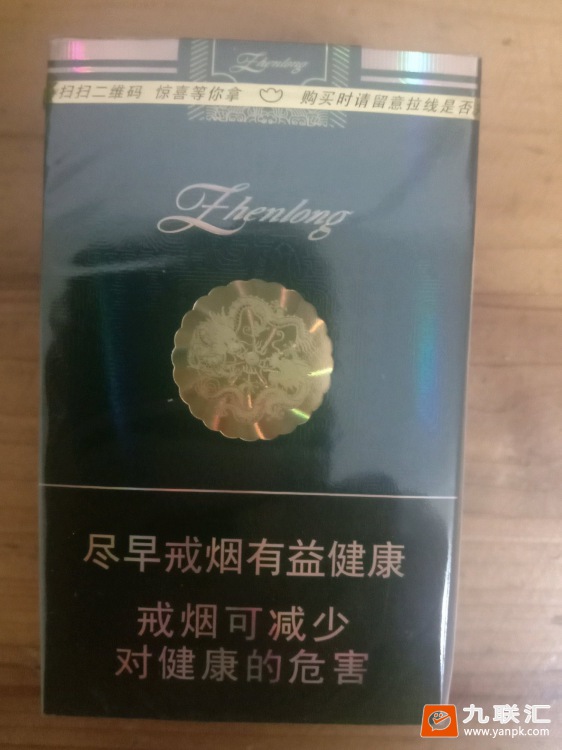 Zhenlong
扫扫二维码 惊喜等你拿 购买时请留意拉线是否
Zhenlong
尽早戒烟有益健康
戒烟可减少
对健康的危害
九联汇
www.yanpk.com